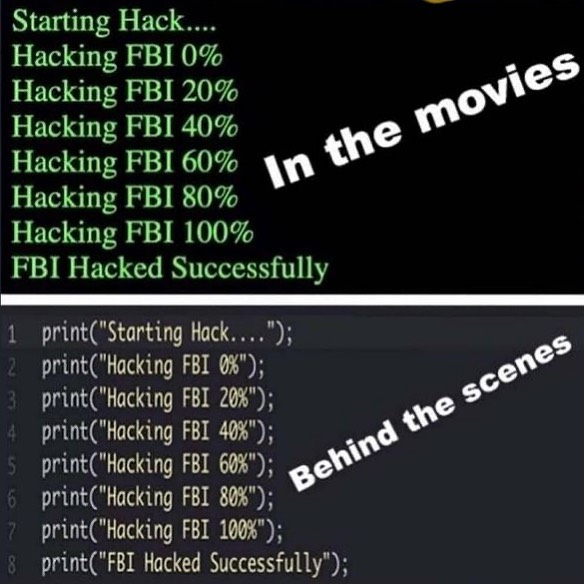 Starting Hack....
Hacking FBI 0%
Hacking FBI 20%
Hacking FBI 40%
Hacking FBI 60%
Hacking FBI 80%
Hacking FBI 100%
FBI Hacked Successfully
In the movies
1 print("Starting Hack....");
2 print("Hacking FBI 0%");
3 print("Hacking FBI 20%");
4 print("Hacking FBI 40%");
5 print("Hacking FBI 60%");
6 print("Hacking FBI 80%");
7 print("Hacking FBI 100%");
8 print("FBI Hacked Successfully");
Behind the scenes